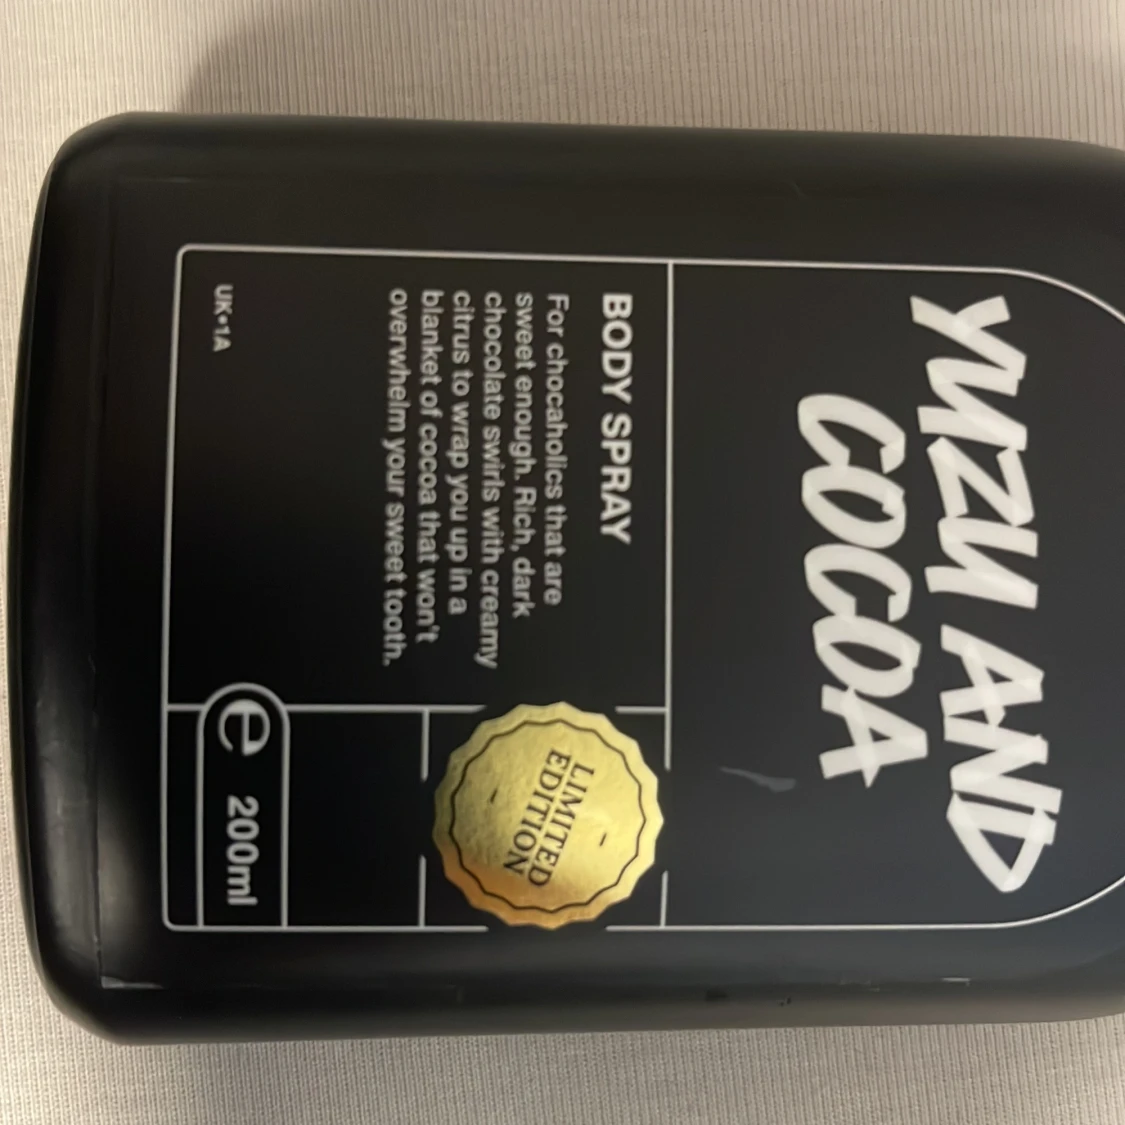 YUZU AND
COCOA
BODY SPRAY
For chocaholics that are
sweet enough. Rich, dark
chocolate swirls with creamy
citrus to wrap you up in a
blanket of cocoa that won't
overwhelm your sweet tooth.
LIMITED
EDITION
UK•1A
e 200ml